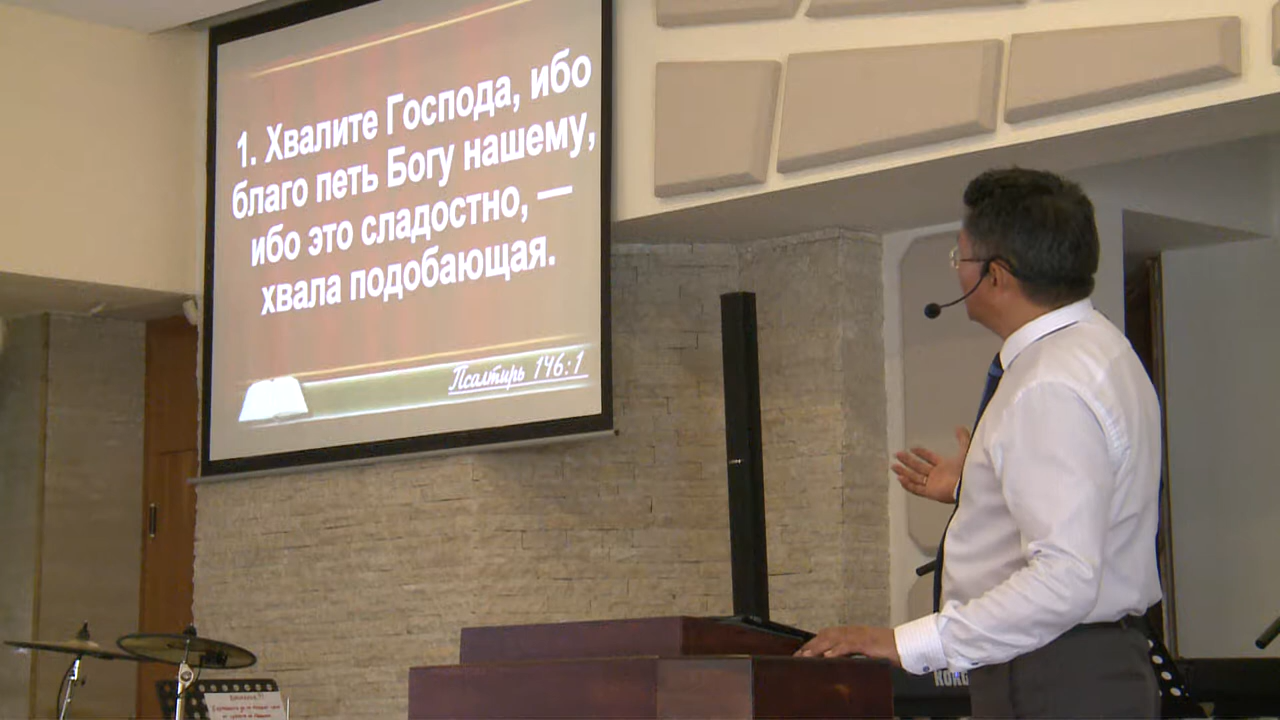 1. Хвалите Господа, ибо
благо петь Богу нашему,
ибо это сладостно, —
хвала подобающая.
Псалтирь 146:1